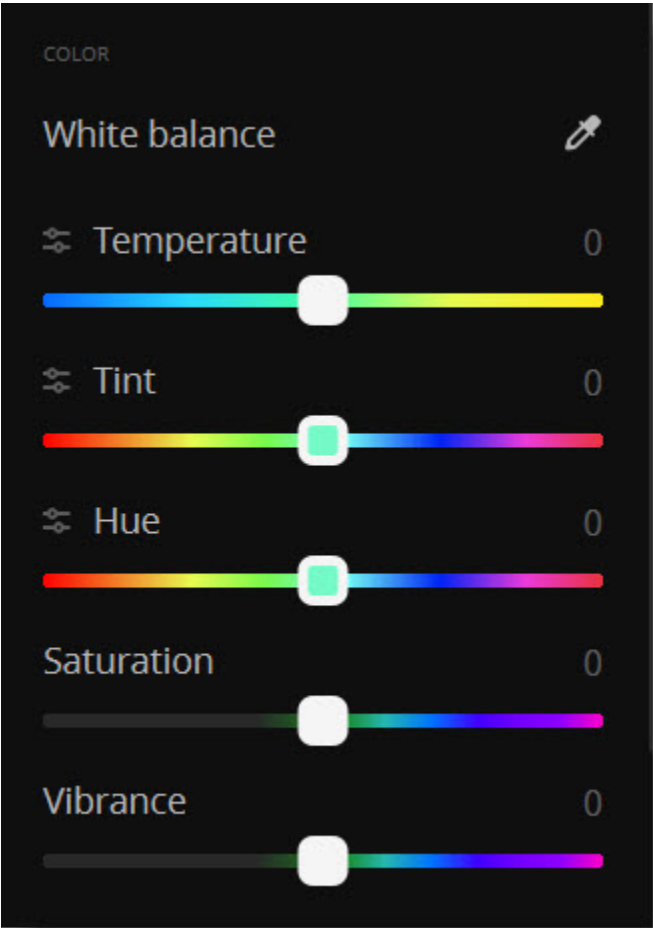 COLOR
White balance
Temperature 0
Tint 0
Hue 0
Saturation 0
Vibrance 0